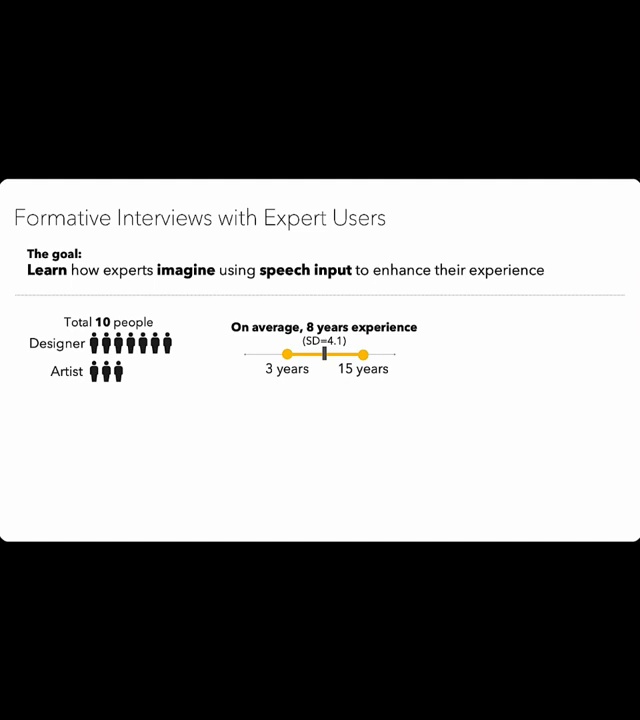 Formative Interviews with Expert Users
The goal:
Learn how experts imagine using speech input to enhance their experience
Total 10 people
Designer
Artist
On average, 8 years experience
(SD=4.1)
3 years 15 years